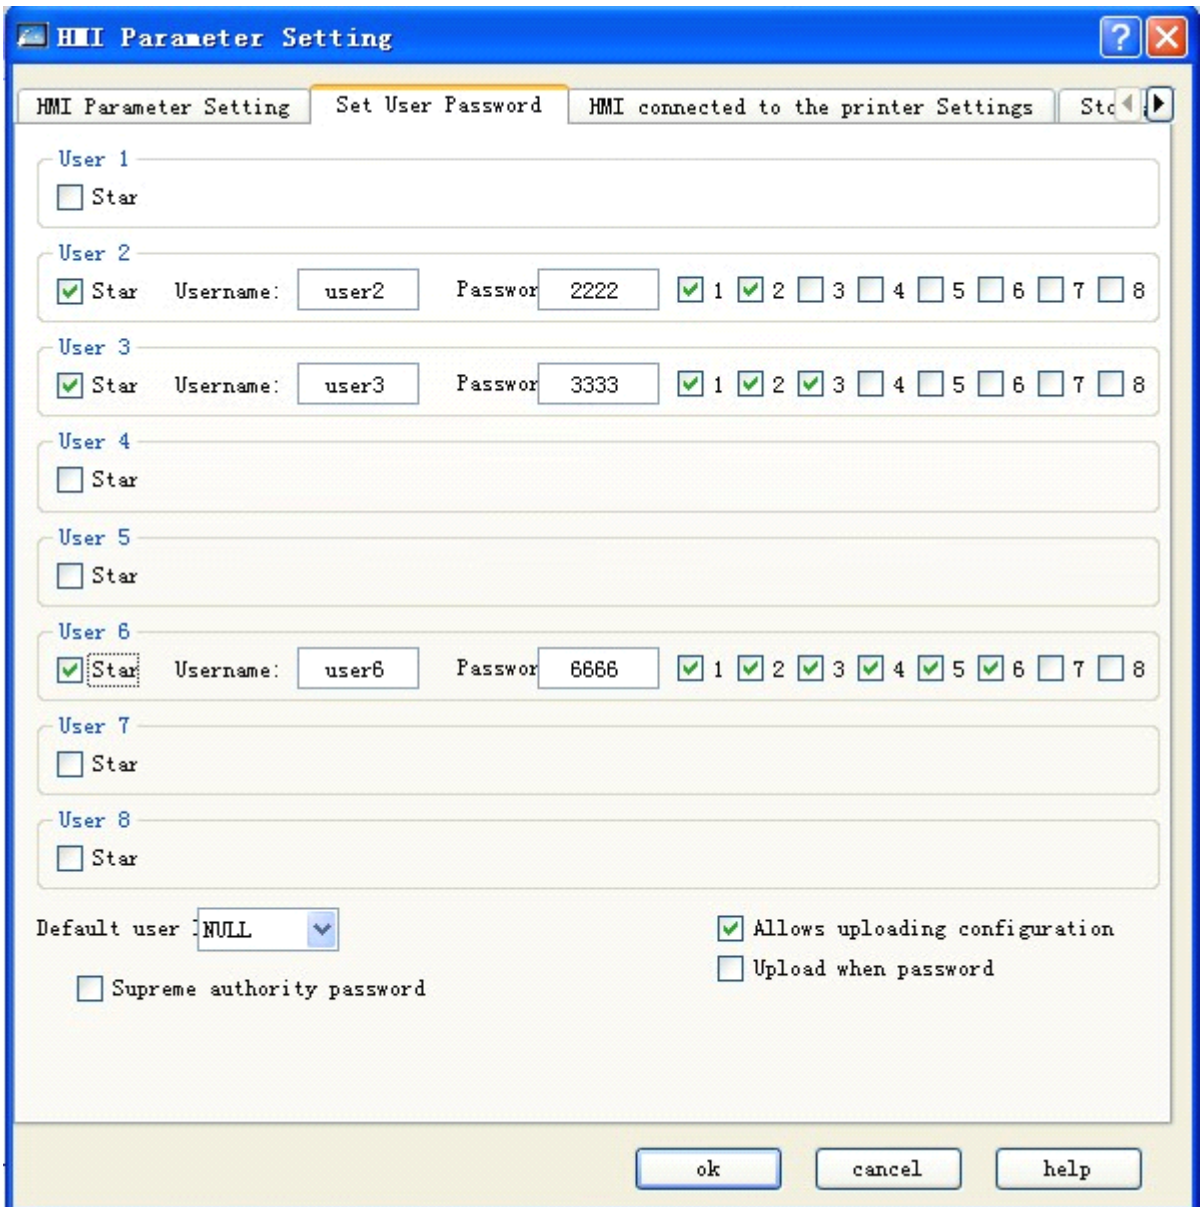 HMI Parameter Setting
HMI Parameter Setting Set User Password HMI connected to the printer Settings Sto
User 1
Star
User 2
Star Username: user2 Passwor 2222 1 2 3 4 5 6 7 8
User 3
Star Username: user3 Passwor 3333 1 2 3 4 5 6 7 8
User 4
Star
User 5
Star
User 6
Star Username: user6 Passwor 6666 1 2 3 4 5 6 7 8
User 7
Star
User 8
Star
Default user NULL Allows uploading configuration
Upload when password
Supreme authority password
ok cancel help